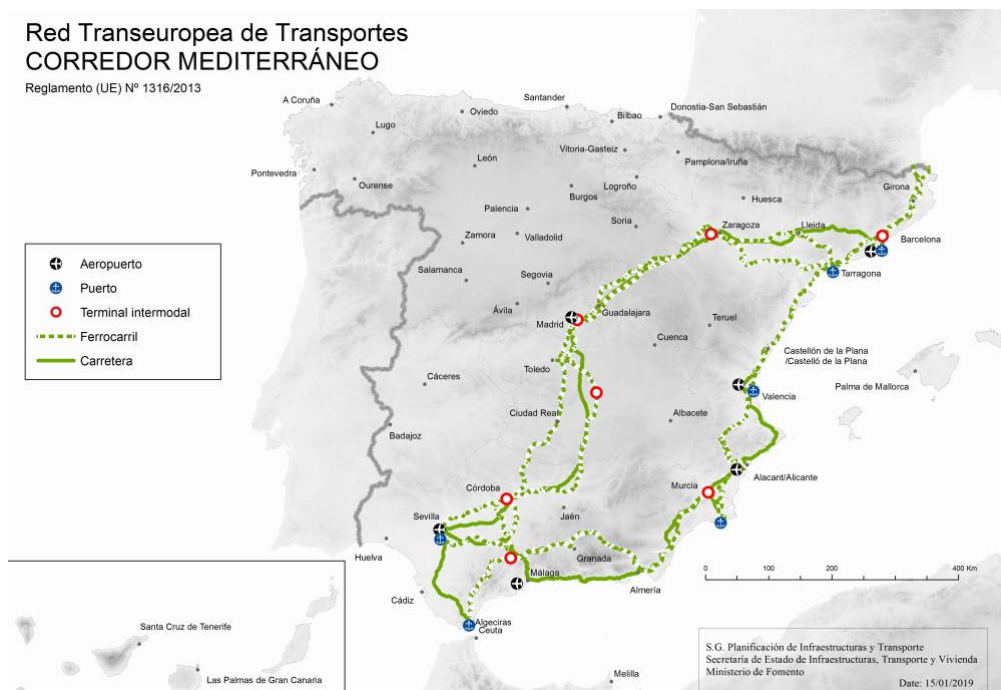 Red Transeuropea de Transportes
CORREDOR MEDITERRÁNEO
Reglamento (UE) Nº 1316/2013
A Coruña
Lugo
Pontevedra
Ourense
Oviedo
Santander
Bilbao
Donostia-San Sebastián
Vitoria-Gasteiz
Pamplona/Iruña
León
Logroño
Burgos
Palencia
Soria
Huesca
Girona
Zamora
Valladolid
Zaragoza
Lleida
Barcelona
Tarragona
Salamanca
Segovia
Ávila
Madrid
Guadalajara
Teruel
Cuenca
Toledo
Castellón de la Plana
/Castelló de la Plana
Palma de Mallorca
Valencia
Cáceres
Ciudad Real
Albacete
Badajoz
Alacant/Alicante
Murcia
Córdoba
Jaén
Sevilla
Huelva
Granada
Málaga
Almería
Cádiz
Algeciras
Ceuta
Melilla
Santa Cruz de Tenerife
Las Palmas de Gran Canaria
Aeropuerto
Puerto
Terminal intermodal
Ferrocarril
Carretera
0 100 200 400 Km
S.G. Planificación de Infraestructuras y Transporte
Secretaría de Estado de Infraestructuras, Transporte y Vivienda
Ministerio de Fomento
Date: 15/01/2019